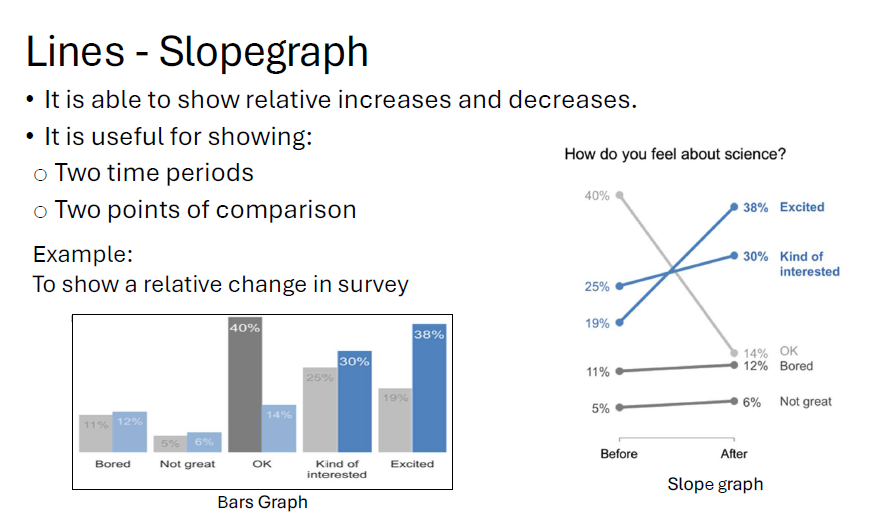 Lines - Slopegraph
• It is able to show relative increases and decreases.
• It is useful for showing:
○ Two time periods
○ Two points of comparison
Example:
To show a relative change in survey
11% 12% 5% 6% 40% 14% 25% 30% 19% 38%
Bored Not great OK Kind of interested Excited
Bars Graph
How do you feel about science?
40%
38% Excited
25% 30% Kind of
interested
19%
14% OK
11% 12% Bored
5% 6% Not great
Before After
Slope graph